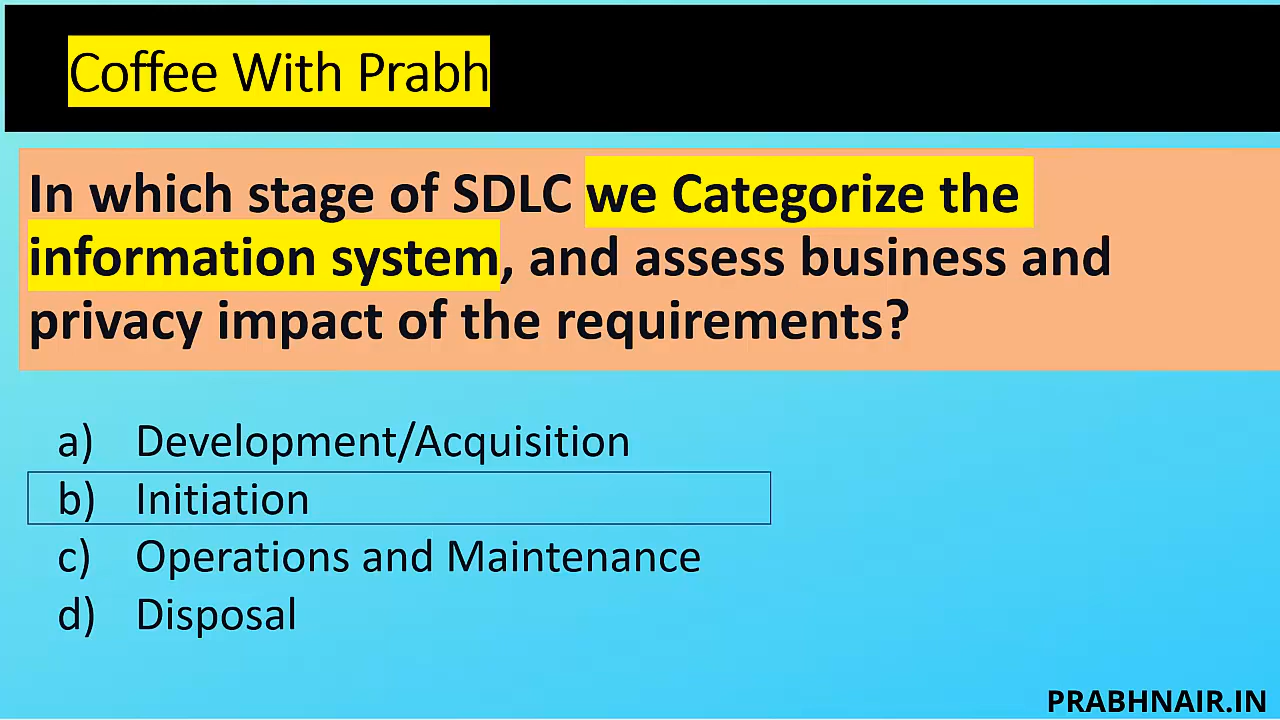 Coffee With Prabh
In which stage of SDLC we Categorize the
information system, and assess business and
privacy impact of the requirements?
a) Development/Acquisition
b) Initiation
c) Operations and Maintenance
d) Disposal
PRABHNAIR.IN